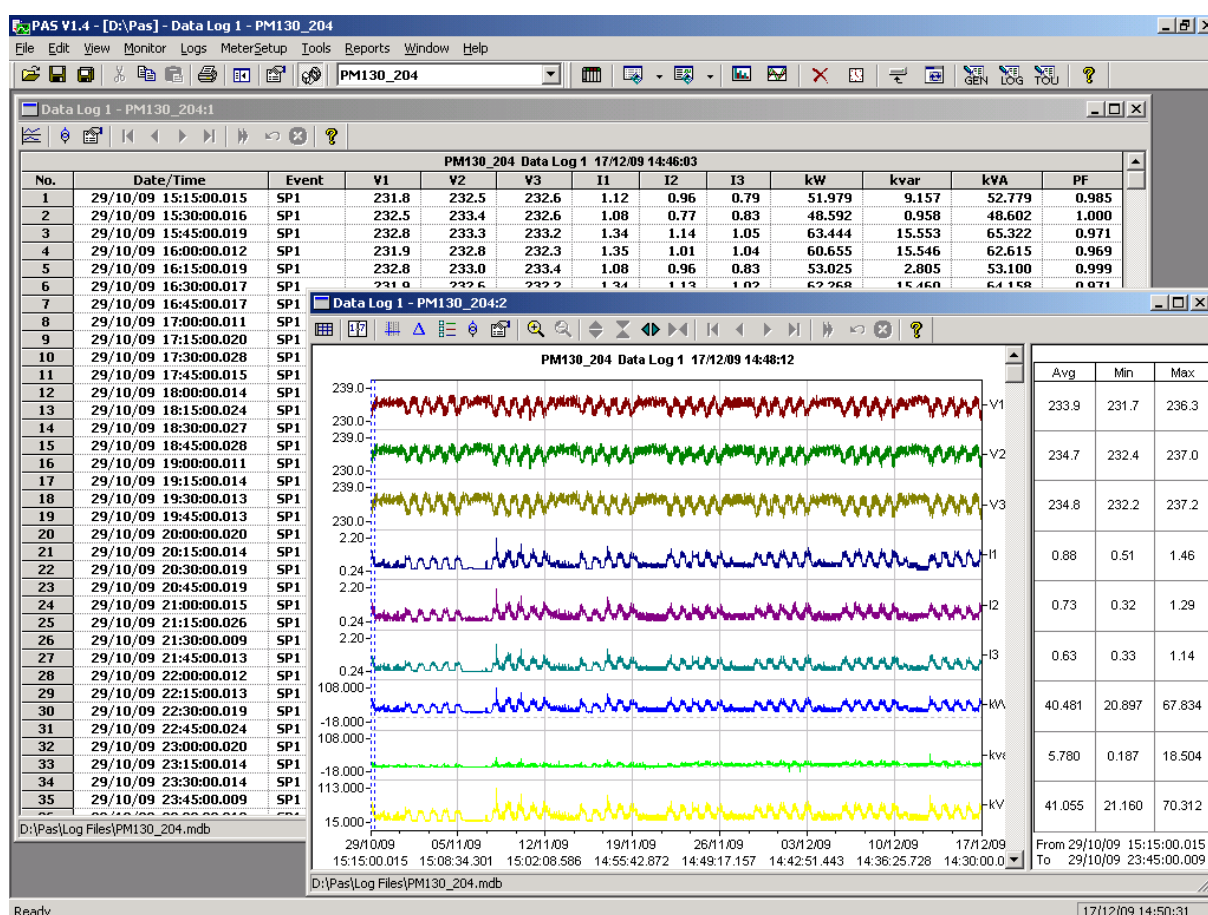 PAS V1.4 - [D:\Pas] - Data Log 1 - PM130_204
File Edit View Monitor Logs MeterSetup Tools Reports Window Help
PM130_204 GEN LOG TOU
Data Log 1 - PM130_204:1
PM130_204 Data Log 1 17/12/09 14:46:03
No. Date/Time Event V1 V2 V3 I1 I2 I3 kW kvar kVA PF
1 29/10/09 15:15:00.015 SP1 231.8 232.5 232.6 1.12 0.96 0.79 51.979 9.157 52.779 0.985
2 29/10/09 15:30:00.016 SP1 232.5 233.4 232.6 1.08 0.77 0.83 48.592 0.958 48.602 1.000
3 29/10/09 15:45:00.019 SP1 232.8 233.3 233.2 1.34 1.14 1.05 63.444 15.553 65.322 0.971
4 29/10/09 16:00:00.012 SP1 231.9 232.8 232.3 1.35 1.01 1.04 60.655 15.546 62.615 0.969
5 29/10/09 16:15:00.019 SP1 232.8 233.0 233.4 1.08 0.96 0.83 53.025 2.805 53.100 0.999
6 29/10/09 16:30:00.017 SP1 231.9 232.6 232.2 1.34 1.13 1.02 62.268 15.460 64.158 0.971
7 29/10/09 16:45:00.017 SP1
8 29/10/09 17:00:00.011 SP1
9 29/10/09 17:15:00.020 SP1
10 29/10/09 17:30:00.028 SP1
11 29/10/09 17:45:00.015 SP1
12 29/10/09 18:00:00.014 SP1
13 29/10/09 18:15:00.024 SP1
14 29/10/09 18:30:00.027 SP1
15 29/10/09 18:45:00.028 SP1
16 29/10/09 19:00:00.011 SP1
17 29/10/09 19:15:00.014 SP1
18 29/10/09 19:30:00.013 SP1
19 29/10/09 19:45:00.013 SP1
20 29/10/09 20:00:00.020 SP1
21 29/10/09 20:15:00.014 SP1
22 29/10/09 20:30:00.019 SP1
23 29/10/09 20:45:00.019 SP1
24 29/10/09 21:00:00.015 SP1
25 29/10/09 21:15:00.026 SP1
26 29/10/09 21:30:00.009 SP1
27 29/10/09 21:45:00.013 SP1
28 29/10/09 22:00:00.012 SP1
29 29/10/09 22:15:00.013 SP1
30 29/10/09 22:30:00.019 SP1
31 29/10/09 22:45:00.024 SP1
32 29/10/09 23:00:00.020 SP1
33 29/10/09 23:15:00.014 SP1
34 29/10/09 23:30:00.014 SP1
35 29/10/09 23:45:00.009 SP1
D:\Pas\Log Files\PM130_204.mdb
Data Log 1 - PM130_204:2
PM130_204 Data Log 1 17/12/09 14:48:12
Avg Min Max
239.0
V1 233.9 231.7 236.3
230.0
239.0
V2 234.7 232.4 237.0
230.0
239.0
V3 234.8 232.2 237.2
230.0
2.20
I1 0.88 0.51 1.46
0.24
2.20
I2 0.73 0.32 1.29
0.24
2.20
I3 0.63 0.33 1.14
0.24
108.000
40.481 20.897 67.834
-18.000
108.000
5.780 0.187 18.504
-18.000
113.000
kV 41.055 21.160 70.312
15.000
29/10/09 05/11/09 12/11/09 19/11/09 26/11/09 03/12/09 10/12/09 17/12/09
15:15:00.015 15:08:34.301 15:02:08.586 14:55:42.872 14:49:17.157 14:42:51.443 14:36:25.728 14:30:00.0
From 29/10/09 15:15:00.015
To 29/10/09 23:45:00.009
D:\Pas\Log Files\PM130_204.mdb
Ready 17/12/09 14:50:31